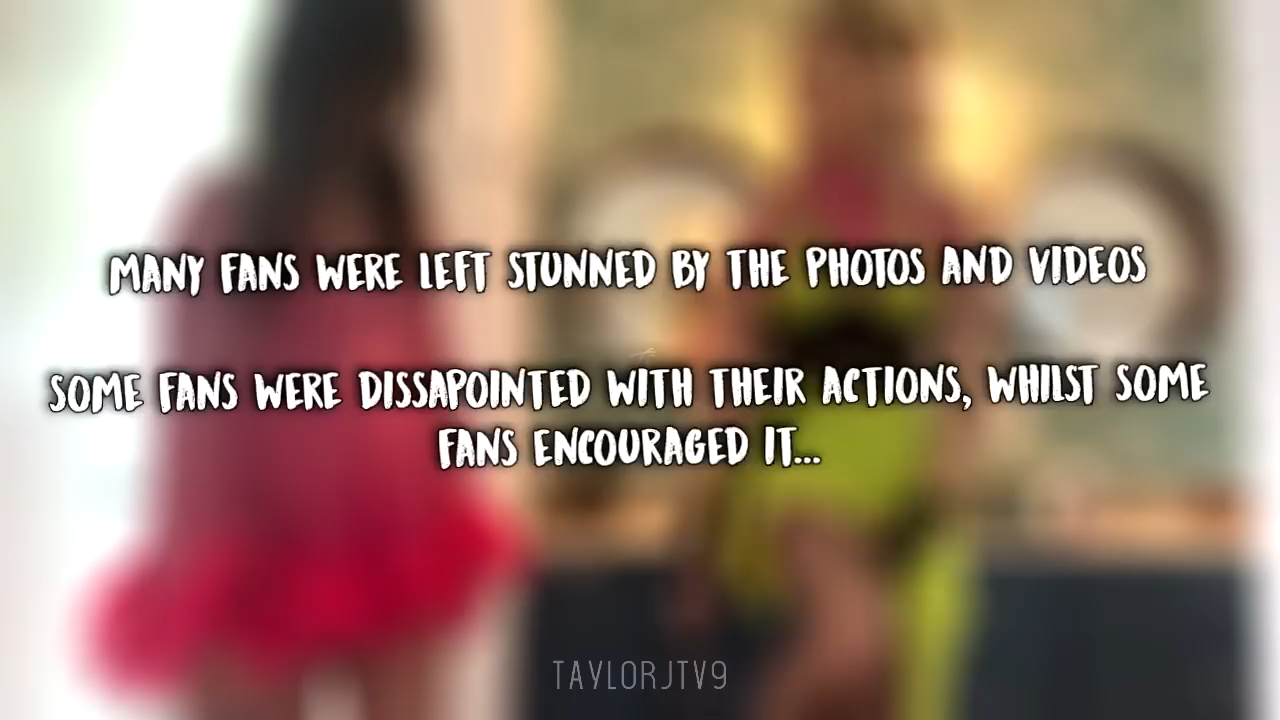 MANY FANS WERE LEFT STUNNED BY THE PHOTOS AND VIDEOS
SOME FANS WERE DISSAPOINTED WITH THEIR ACTIONS, WHILST SOME
FANS ENCOURAGED IT...
TAYLORJTV9